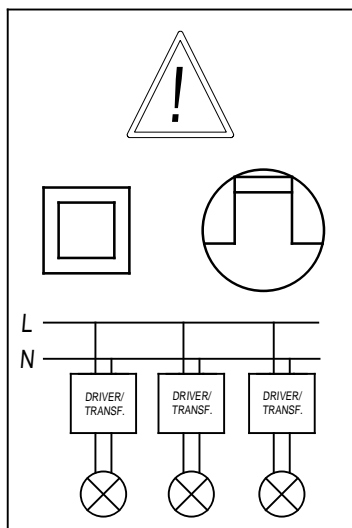 !
L
N
DRIVER/
TRANSF.
DRIVER/
TRANSF.
DRIVER/
TRANSF.